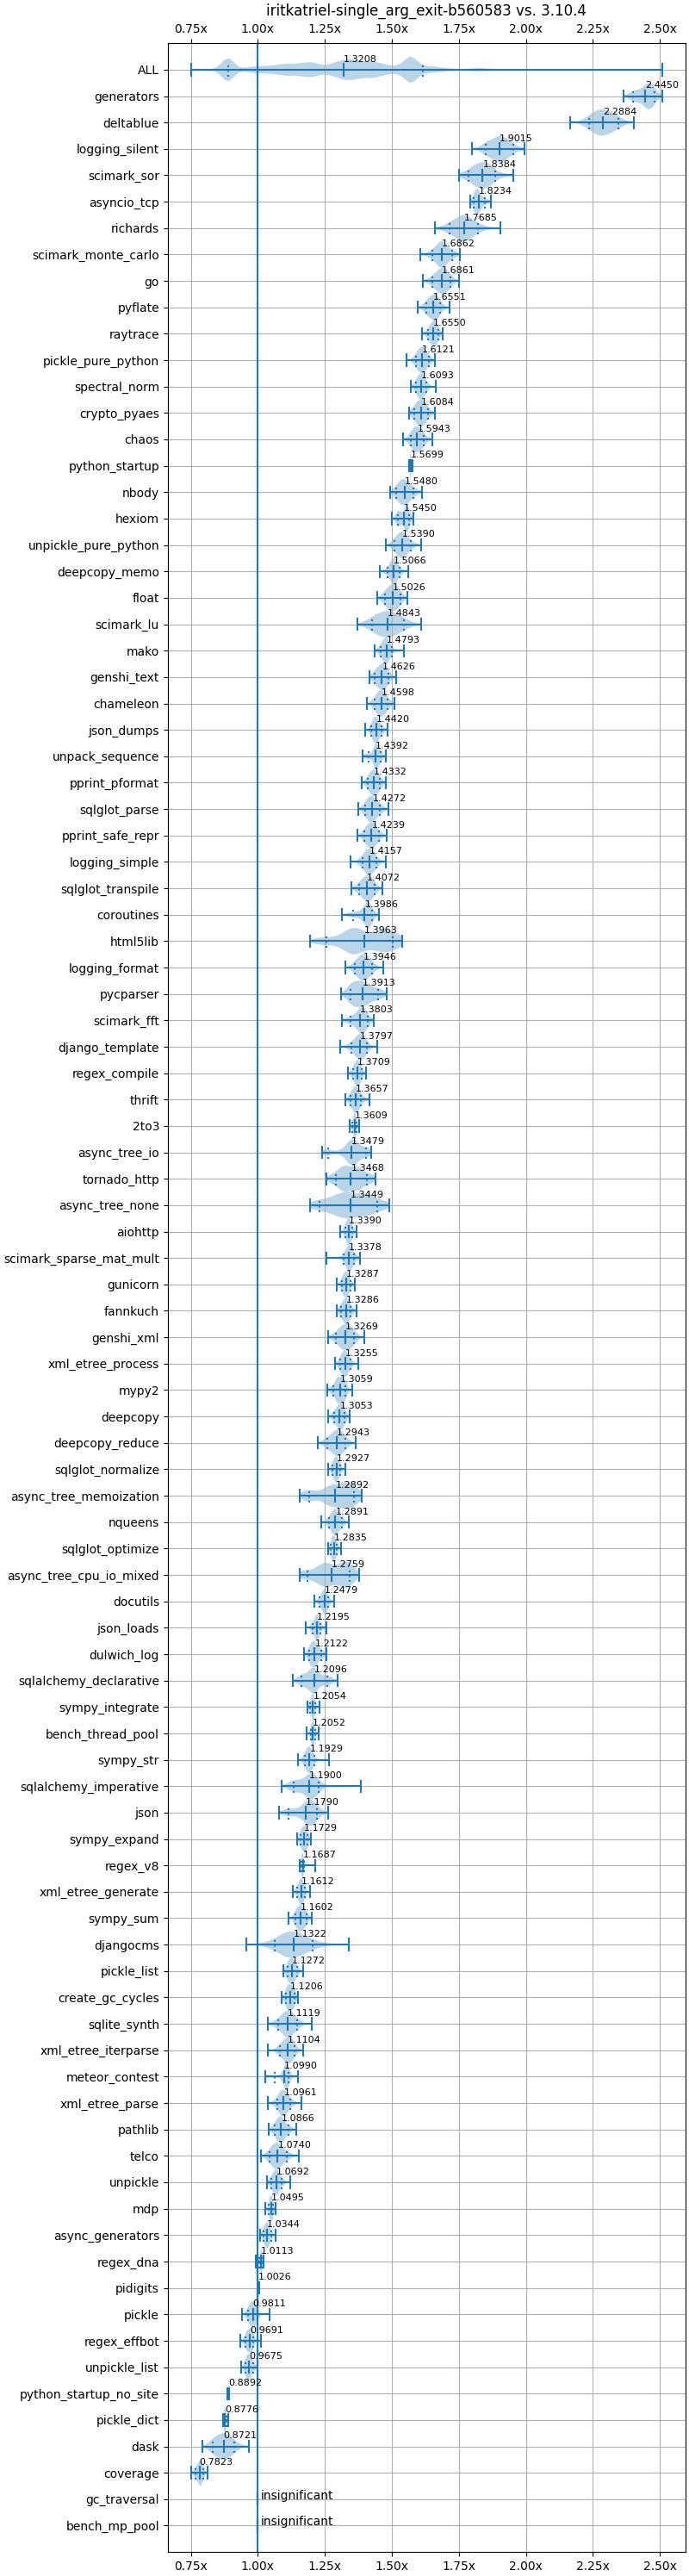 iritkatriel-single_arg_exit-b560583 vs. 3.10.4
0.75x 1.00x 1.25x 1.50x 1.75x 2.00x 2.25x 2.50x
ALL 1.3208
generators 2.4450
deltablue 2.2884
logging_silent 1.9015
scimark_sor 1.8384
asyncio_tcp 1.8234
richards 1.7685
scimark_monte_carlo 1.6862
go 1.6861
pyflate 1.6551
raytrace 1.6550
pickle_pure_python 1.6121
spectral_norm 1.6093
crypto_pyaes 1.6084
chaos 1.5943
python_startup 1.5699
nbody 1.5480
hexiom 1.5450
unpickle_pure_python 1.5390
deepcopy_memo 1.5066
float 1.5026
scimark_lu 1.4843
mako 1.4793
genshi_text 1.4626
chameleon 1.4598
json_dumps 1.4420
unpack_sequence 1.4392
pprint_pformat 1.4332
sqlglot_parse 1.4272
pprint_safe_repr 1.4239
logging_simple 1.4157
sqlglot_transpile 1.4072
coroutines 1.3986
html5lib 1.3963
logging_format 1.3946
pycparser 1.3913
scimark_fft 1.3803
django_template 1.3797
regex_compile 1.3709
thrift 1.3657
2to3 1.3609
async_tree_io 1.3479
tornado_http 1.3468
async_tree_none 1.3449
aiohttp 1.3390
scimark_sparse_mat_mult 1.3378
gunicorn 1.3287
fannkuch 1.3286
genshi_xml 1.3269
xml_etree_process 1.3255
mypy2 1.3059
deepcopy 1.3053
deepcopy_reduce 1.2943
sqlglot_normalize 1.2927
async_tree_memoization 1.2892
nqueens 1.2891
sqlglot_optimize 1.2835
async_tree_cpu_io_mixed 1.2759
docutils 1.2479
json_loads 1.2195
dulwich_log 1.2122
sqlalchemy_declarative 1.2096
sympy_integrate 1.2054
bench_thread_pool 1.2052
sympy_str 1.1929
sqlalchemy_imperative 1.1900
json 1.1790
sympy_expand 1.1729
regex_v8 1.1687
xml_etree_generate 1.1612
sympy_sum 1.1602
djangocms 1.1322
pickle_list 1.1272
create_gc_cycles 1.1206
sqlite_synth 1.1119
xml_etree_iterparse 1.1104
meteor_contest 1.0990
xml_etree_parse 1.0961
pathlib 1.0866
telco 1.0740
unpickle 1.0692
mdp 1.0495
async_generators 1.0344
regex_dna 1.0113
pidigits 1.0026
pickle 0.9811
regex_effbot 0.9691
unpickle_list 0.9675
python_startup_no_site 0.8892
pickle_dict 0.8776
dask 0.8721
coverage 0.7823
gc_traversal insignificant
bench_mp_pool insignificant
0.75x 1.00x 1.25x 1.50x 1.75x 2.00x 2.25x 2.50x